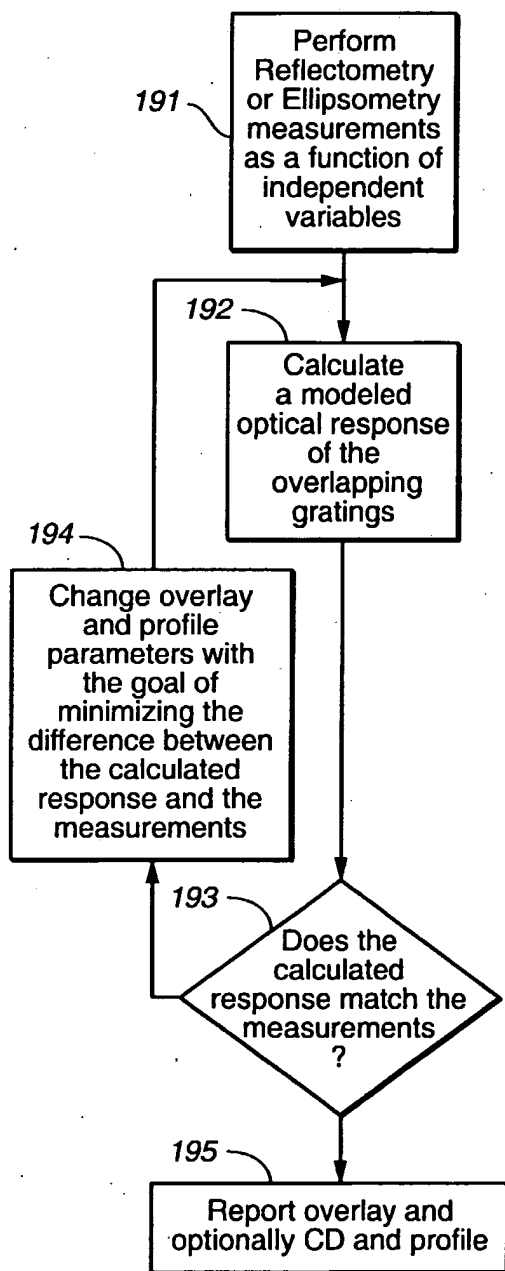 191
Perform
Reflectometry
or Ellipsometry
measurements
as a function of
independent
variables
192
Calculate
a modeled
optical response
of the
overlapping
gratings
194
Change overlay
and profile
parameters with
the goal of
minimizing the
difference between
the calculated
response and the
measurements
193
Does the
calculated
response match the
measurements
?
195
Report overlay and
optionally CD and profile